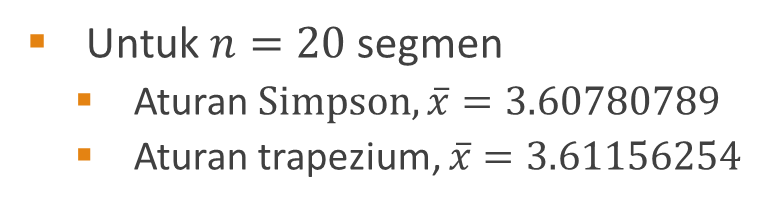 ▪ Untuk n = 20 segmen
▪ Aturan Simpson, x̄ = 3.60780789
▪ Aturan trapezium, x̄ = 3.61156254